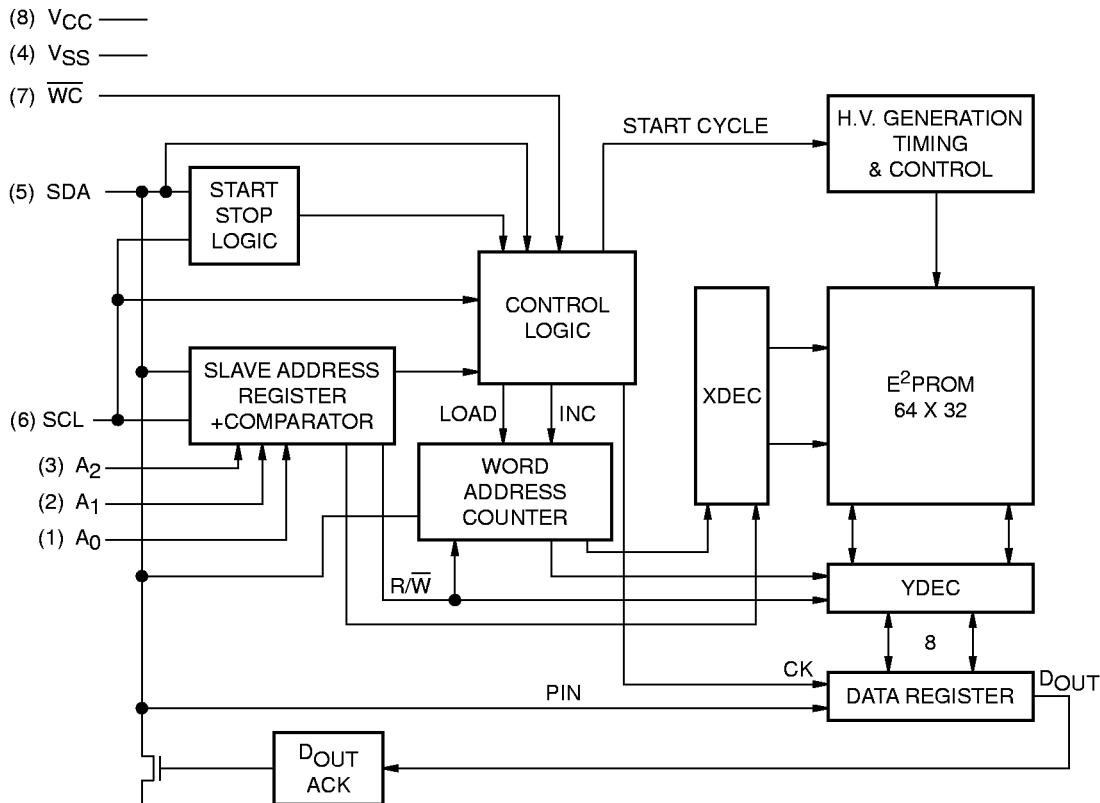 (8) VCC
(4) VSS
(7) W̅C̅
(5) SDA
START
STOP
LOGIC
START CYCLE
H.V. GENERATION
TIMING
& CONTROL
CONTROL
LOGIC
SLAVE ADDRESS
REGISTER
+COMPARATOR
(6) SCL
(3) A2
(2) A1
(1) A0
LOAD
INC
WORD
ADDRESS
COUNTER
XDEC
E²PROM
64 X 32
R/W̅
YDEC
8
CK
PIN
DATA REGISTER
DOUT
DOUT
ACK